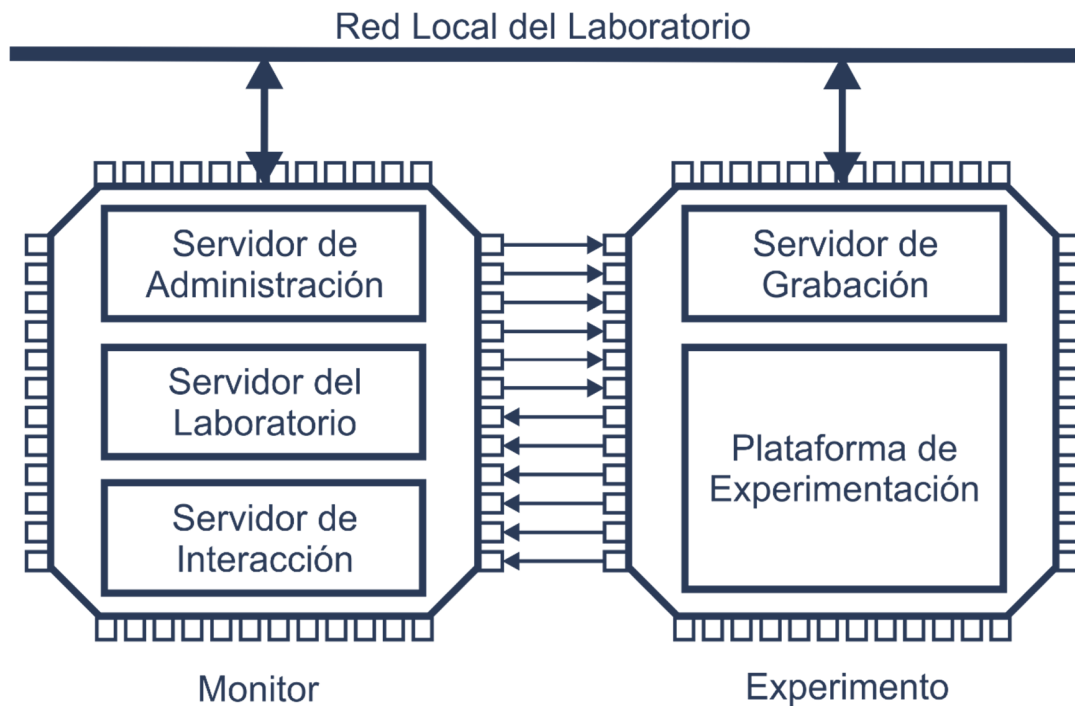 Red Local del Laboratorio
Servidor de
Administración
Servidor del
Laboratorio
Servidor de
Interacción
Servidor de
Grabación
Plataforma de
Experimentación
Monitor
Experimento